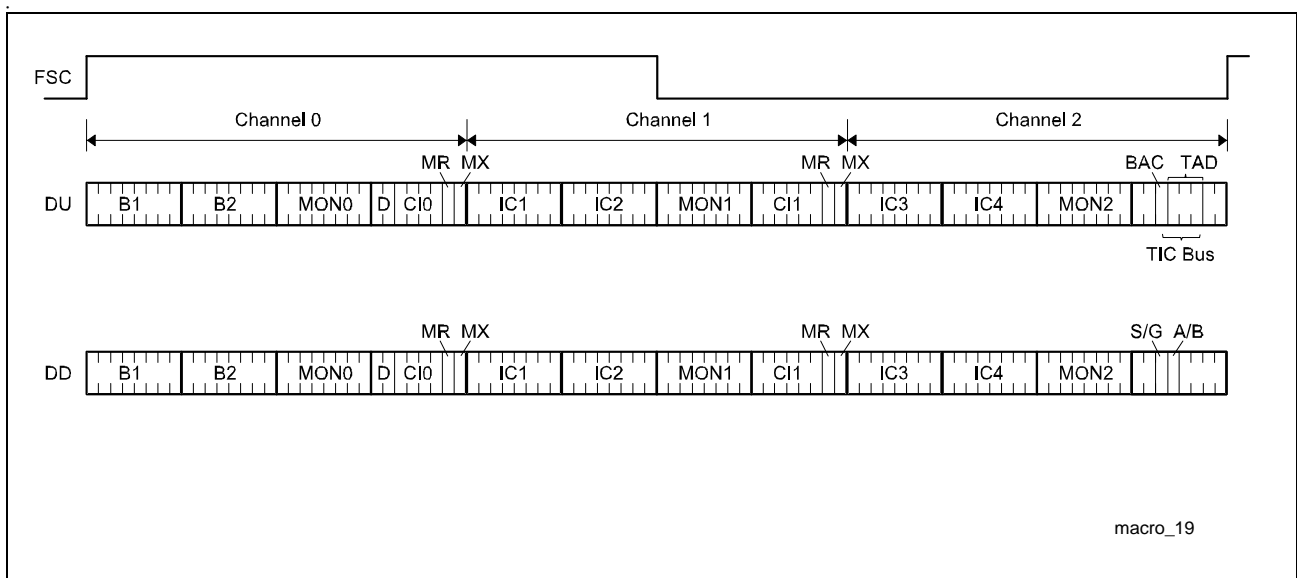 .
FSC
Channel 0 Channel 1 Channel 2
MR MX MR MX BAC TAD
DU B1 B2 MON0 D CI0 IC1 IC2 MON1 CI1 IC3 IC4 MON2
TIC Bus
MR MX MR MX S/G A/B
DD B1 B2 MON0 D CI0 IC1 IC2 MON1 CI1 IC3 IC4 MON2
macro_19